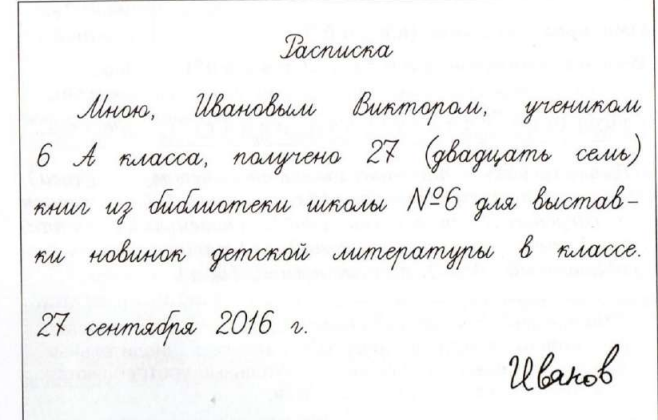 Расписка
Мною, Ивановым Виктором, учеником
6 А класса, получено 27 (двадцать семь)
книг из библиотеки школы №6 для выстав-
ки новинок детской литературы в классе.
27 сентября 2016 г.
Иванов